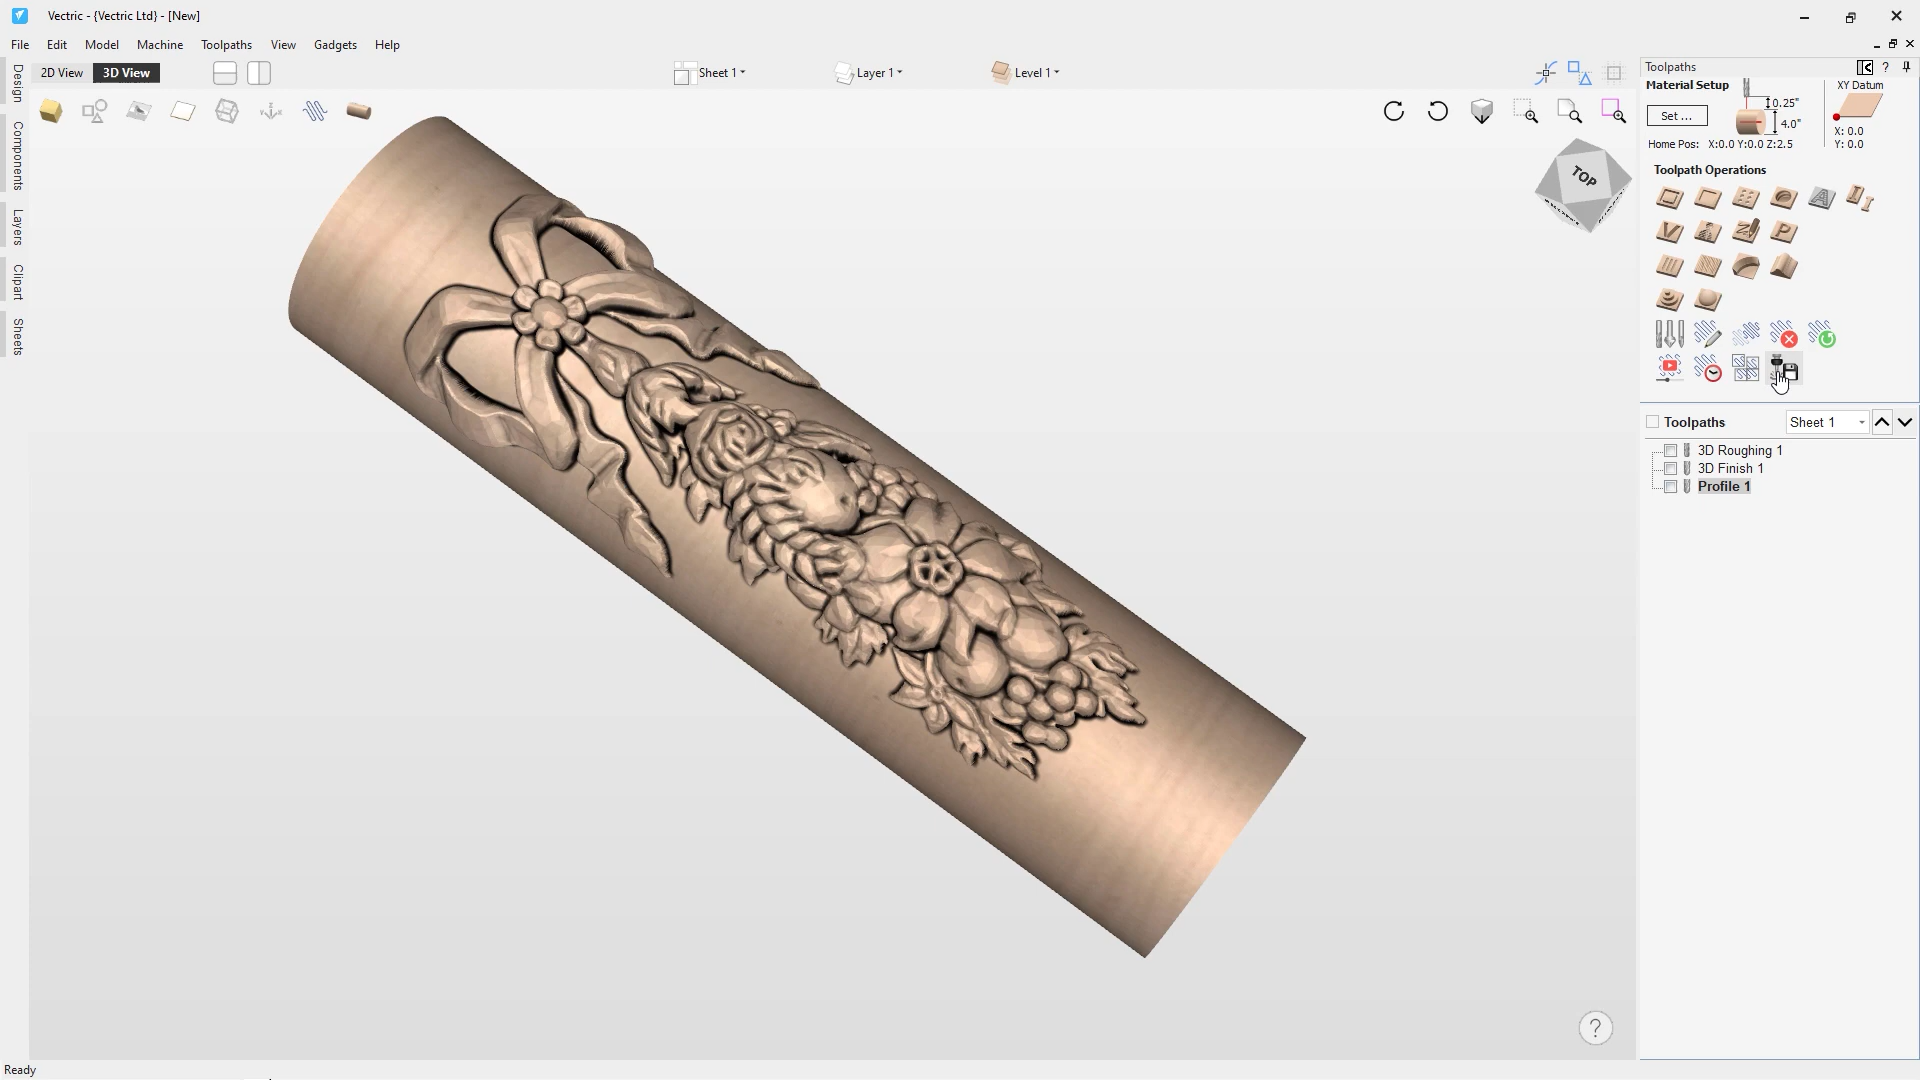 Vectric - {Vectric Ltd} - [New]
File Edit Model Machine Toolpaths View Gadgets Help
2D View 3D View Sheet 1 Layer 1 Level 1
Design
Components
Layers
Clipart
Sheets
TOP
Toolpaths ?
Material Setup XY Datum
Set ...
0.25"
4.0"
X: 0.0
Y: 0.0
Home Pos: X:0.0 Y:0.0 Z:2.5
Toolpath Operations
Toolpaths Sheet 1
3D Roughing 1
3D Finish 1
Profile 1
?
Ready